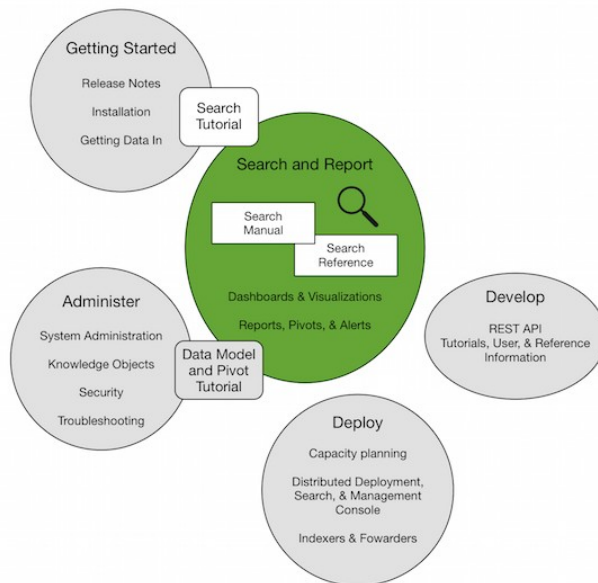 Getting Started
Release Notes
Installation
Getting Data In
Search
Tutorial
Search and Report
Search
Manual
Search
Reference
Dashboards & Visualizations
Reports, Pivots, & Alerts
Administer
System Administration
Knowledge Objects
Security
Troubleshooting
Data Model
and Pivot
Tutorial
Develop
REST API
Tutorials, User, & Reference
Information
Deploy
Capacity planning
Distributed Deployment,
Search, & Management
Console
Indexers & Fowarders